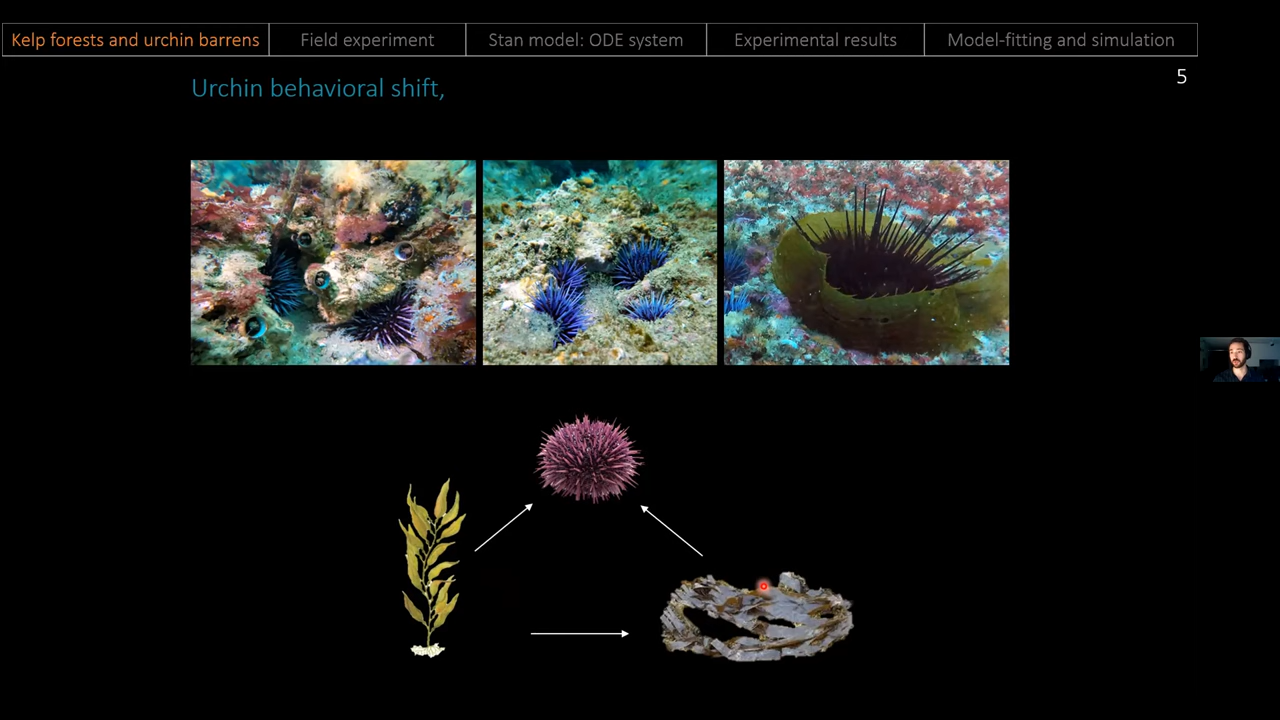 Kelp forests and urchin barrens
Field experiment
Stan model: ODE system
Experimental results
Model-fitting and simulation
5
Urchin behavioral shift,